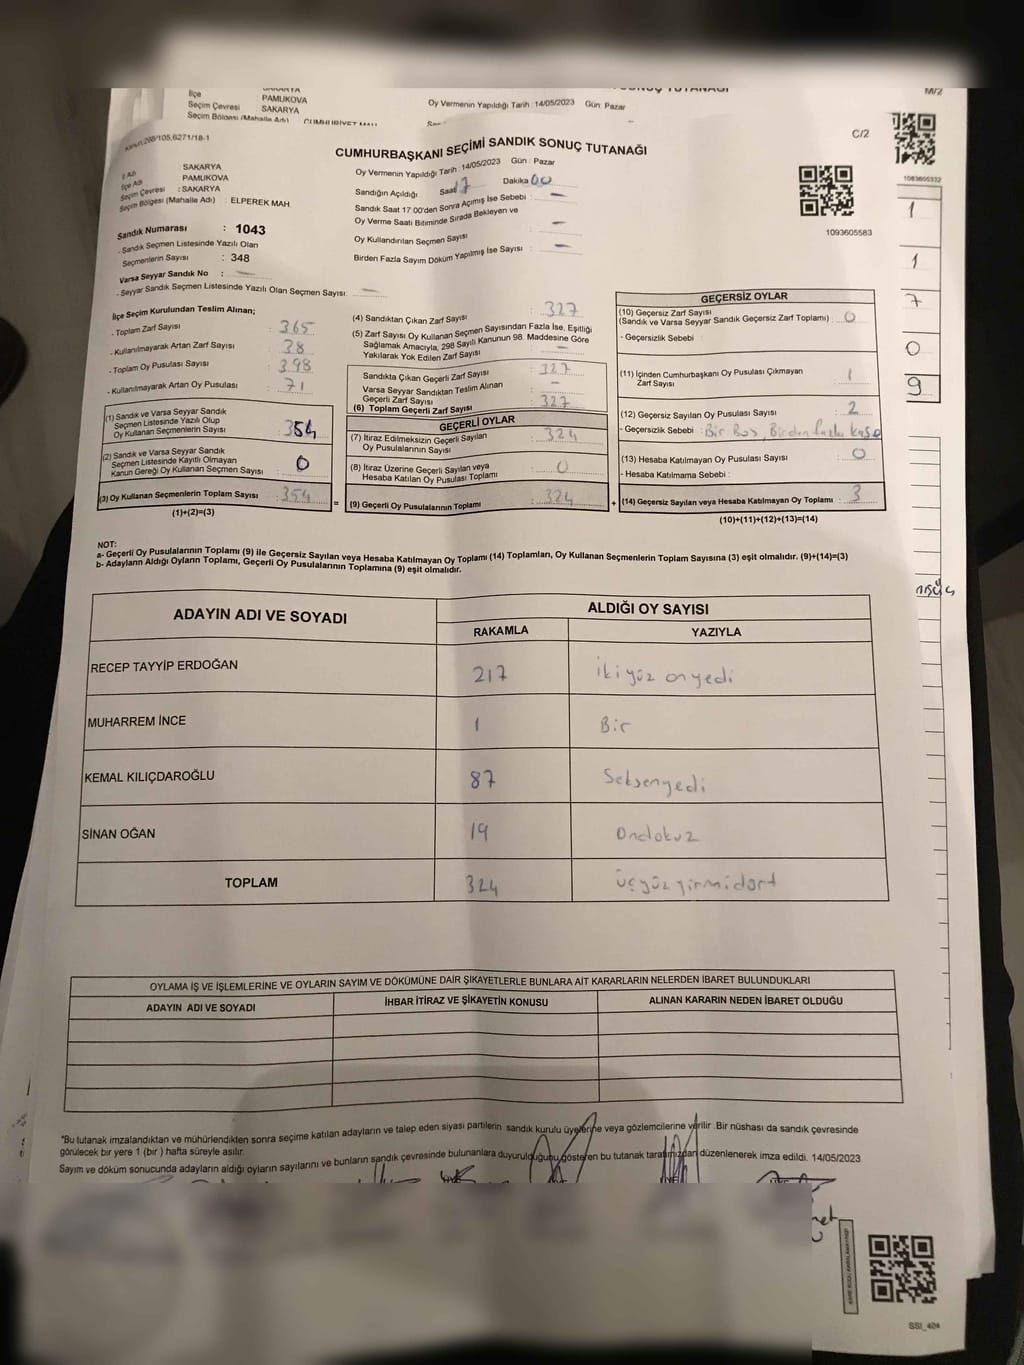 İlçe
PAMUKOVA
Seçim Çevresi : SAKARYA
Seçim Bölgesi (Mahalle Adı) : CUMHURİYET MAH.
Oy Vermenin Yapıldığı Tarih :14/05/2023 Gün: Pazar
M/2
C/2
1083605332
CUMHURBAŞKANI SEÇİMİ SANDIK SONUÇ TUTANAĞI
İl Adı SAKARYA
İlçe Adı PAMUKOVA
Seçim Çevresi : SAKARYA
Seçim Bölgesi (Mahalle Adı) : ELPEREK MAH.
Sandık Numarası : 1043
- Sandık Seçmen Listesinde Yazılı Olan
Seçmenlerin Sayısı : 348
Varsa Seyyar Sandık No : —
- Seyyar Sandık Seçmen Listesinde Yazılı Olan Seçmen Sayısı: —
Oy Vermenin Yapıldığı Tarih :14/05/2023 Gün : Pazar
Sandığın Açıldığı Saat 17 Dakika 00
Sandık Saat 17:00'den Sonra Açımış İse Sebebi : —
Oy Verme Saati Bitiminde Sırada Bekleyen ve
Oy Kullandırılan Seçmen Sayısı : —
Birden Fazla Sayım Döküm Yapılmış İse Sayısı : —
1093605583
1
1
7
0
9
İlçe Seçim Kurulundan Teslim Alınan;
- Toplam Zarf Sayısı : 365
- Kullanılmayarak Artan Zarf Sayısı : 38
- Toplam Oy Pusulası Sayısı : 398
- Kullanılmayarak Artan Oy Pusulası : 71
(1) Sandık ve Varsa Seyyar Sandık
Seçmen Listesinde Yazılı Olup
Oy Kullanan Seçmenlerin Sayısı : 354
(2) Sandık ve Varsa Seyyar Sandık
Seçmen Listesinde Kayıtlı Olmayan
Kanun Gereği Oy Kullanan Seçmen Sayısı : 0
(3) Oy Kullanan Seçmenlerin Toplam Sayısı : 354
(1)+(2)=(3)
=
(4) Sandıktan Çıkan Zarf Sayısı : 327
(5) Zarf Sayısı Oy Kullanan Seçmen Sayısından Fazla İse, Eşitliği
Sağlamak Amacıyla, 298 Sayılı Kanunun 98. Maddesine Göre
Yakılarak Yok Edilen Zarf Sayısı : —
Sandıkta Çıkan Geçerli Zarf Sayısı : 327
Varsa Seyyar Sandıktan Teslim Alınan
Geçerli Zarf Sayısı : —
(6) Toplam Geçerli Zarf Sayısı : 327
GEÇERLİ OYLAR
(7) İtiraz Edilmeksizin Geçerli Sayılan
Oy Pusulasının Sayısı : 324
(8) İtiraz Üzerine Geçerli Sayılan veya
Hesaba Katılan Oy Pusulası Toplamı : 0
(9) Geçerli Oy Pusulalarının Toplamı : 324
+
GEÇERSİZ OYLAR
(10) Geçersiz Zarf Sayısı
(Sandık ve Varsa Seyyar Sandık Geçersiz Zarf Toplamı) : 0
- Geçersizlik Sebebi :
(11) İçinden Cumhurbaşkanı Oy Pusulası Çıkmayan
Zarf Sayısı : 1
(12) Geçersiz Sayılan Oy Pusulası Sayısı : 2
- Geçersizlik Sebebi : Bir Boş, Birden fazla kaşe
(13) Hesaba Katılmayan Oy Pusulası Sayısı : 0
- Hesaba Katılmama Sebebi :
(14) Geçersiz Sayılan veya Hesaba Katılmayan Oy Toplamı : 3
(10)+(11)+(12)+(13)=(14)
NOT:
a- Geçerli Oy Pusulalarının Toplamı (9) ile Geçersiz Sayılan veya Hesaba Katılmayan Oy Toplamı (14) Toplamları, Oy Kullanan Seçmenlerin Toplam Sayısına (3) eşit olmalıdır. (9)+(14)=(3)
b- Adayların Aldığı Oyların Toplamı, Geçerli Oy Pusulalarının Toplamına (9) eşit olmalıdır.
ADAYIN ADI VE SOYADI
ALDIĞI OY SAYISI
RAKAMLA
YAZIYLA
RECEP TAYYİP ERDOĞAN 217 İkiyüz onyedi
MUHARREM İNCE 1 Bir
KEMAL KILIÇDAROĞLU 87 Seksenyedi
SİNAN OĞAN 19 Ondokuz
TOPLAM 324 üçyüzyirmidört
OYLAMA İŞ VE İŞLEMLERİNE VE OYLARIN SAYIM VE DÖKÜMÜNE DAİR ŞİKAYETLERLE BUNLARA AİT KARARLARIN NELERDEN İBARET BULUNDUKLARI
ADAYIN ADI VE SOYADI
İHBAR İTİRAZ VE ŞİKAYETİN KONUSU
ALINAN KARARIN NEDEN İBARET OLDUĞU
"Bu tutanak imzalandıktan ve mühürlendikten sonra seçime katılan adayların ve talep eden siyasi partilerin sandık kurulu üyelerine veya gözlemcilerine verilir .Bir nüshası da sandık çevresinde
görülecek bir yere 1 (bir ) hafta süreyle asılır.
Sayım ve döküm sonucunda adayların aldığı oyların sayılarını ve bunların sandık çevresinde bulunanlara duyurulduğunu gösteren bu tutanak tarafımızdan düzenlenerek imza edildi. 14/05/2023
SSI_404